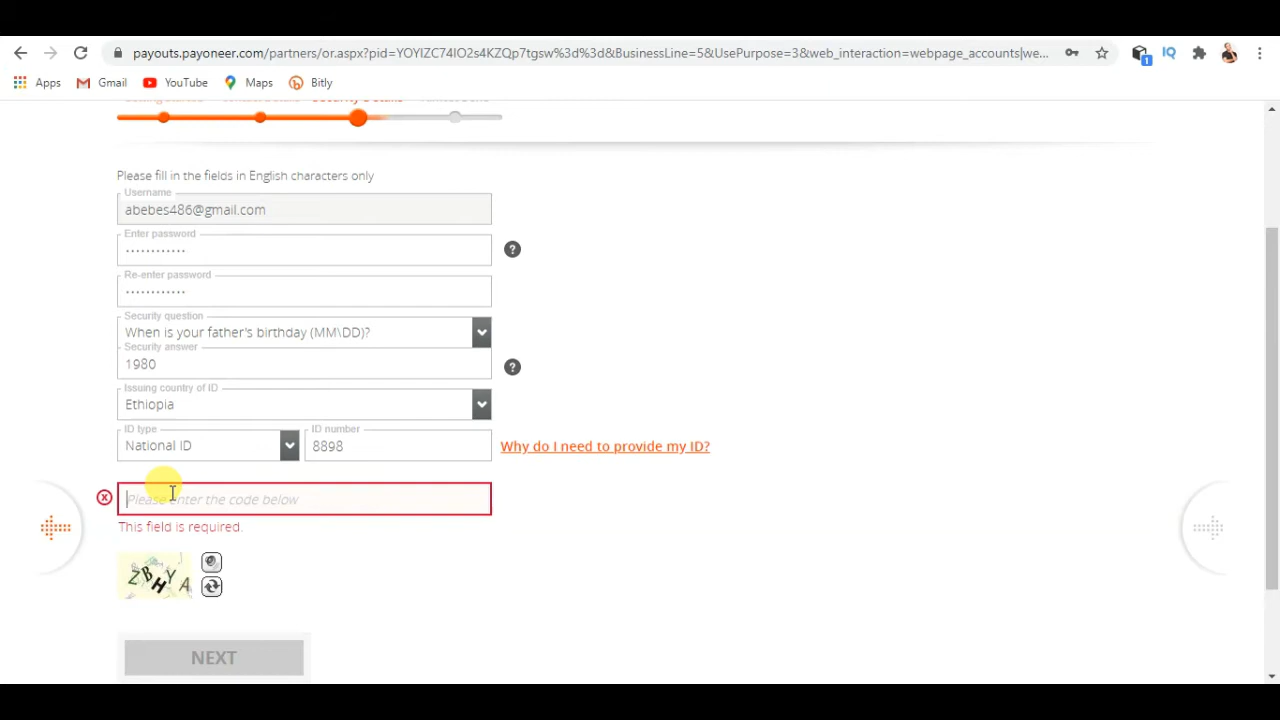 payouts.payoneer.com/partners/or.aspx?pid=YOYIZC74IO2s4KZQp7tgsw%3d%3d&BusinessLine=5&UsePurpose=3&web_interaction=webpage_accounts|we...
1
Apps
Gmail
YouTube
Maps
Bitly
Please fill in the fields in English characters only
Username
abebes486@gmail.com
Enter password
............
Re-enter password
............
Security question
When is your father's birthday (MM\DD)?
Security answer
1980
Issuing country of ID
Ethiopia
ID type
National ID
ID number
8898
Why do I need to provide my ID?
Please enter the code below
This field is required.
ZBHYA
NEXT